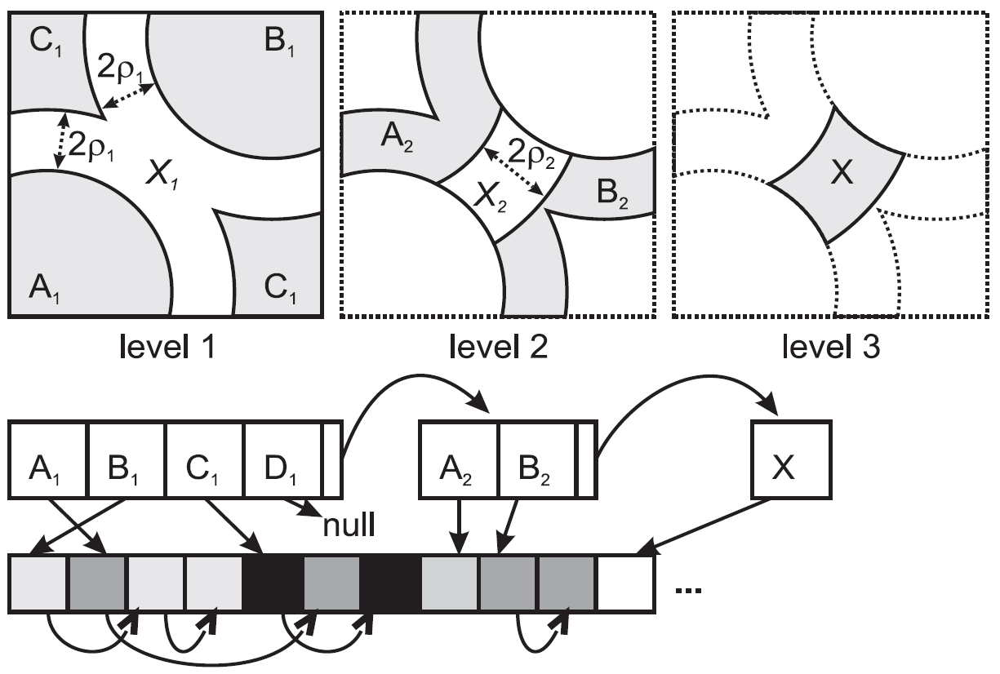 C₁ B₁
2ρ₁
2ρ₁
X₁
A₁ C₁
level 1
A₂ 2ρ₂
X₂ B₂
level 2
X
level 3
A₁ B₁ C₁ D₁ A₂ B₂ X
null
...